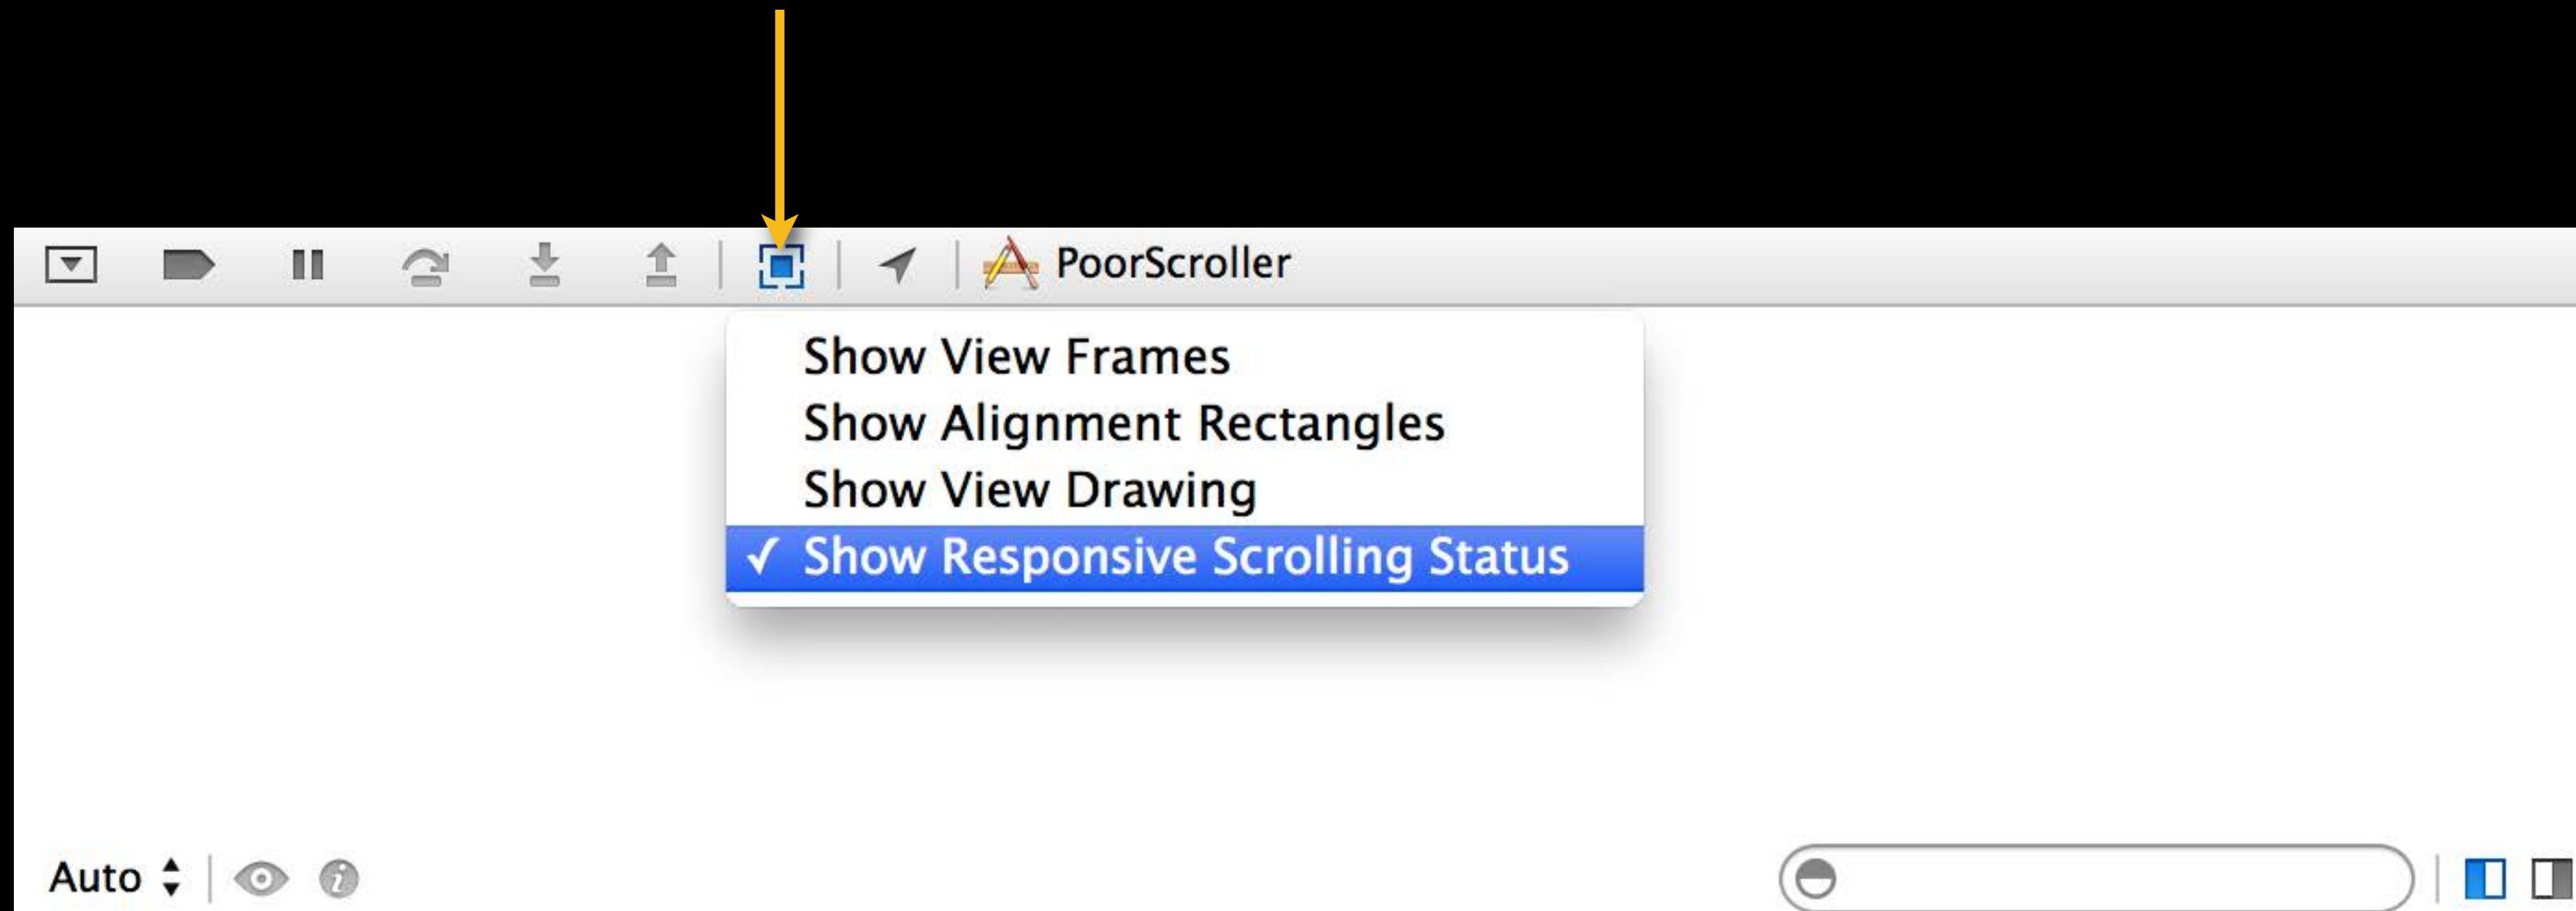 PoorScroller
Show View Frames
Show Alignment Rectangles
Show View Drawing
✓ Show Responsive Scrolling Status
Auto